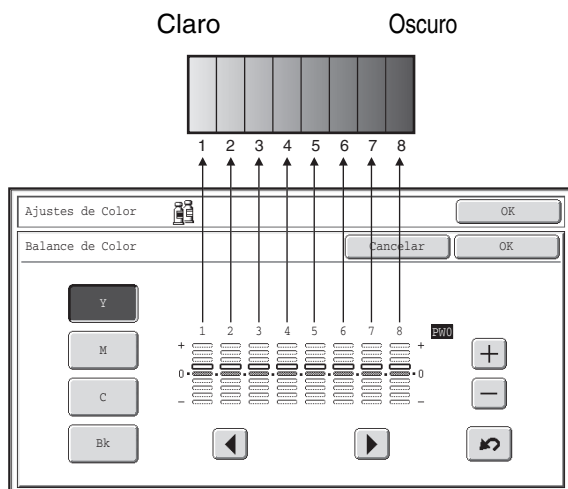 Claro Oscuro
1 2 3 4 5 6 7 8
Ajustes de Color OK
Balance de Color Cancelar OK
Y
1 2 3 4 5 6 7 8 PW0
M + +
0 0
C - -
Bk